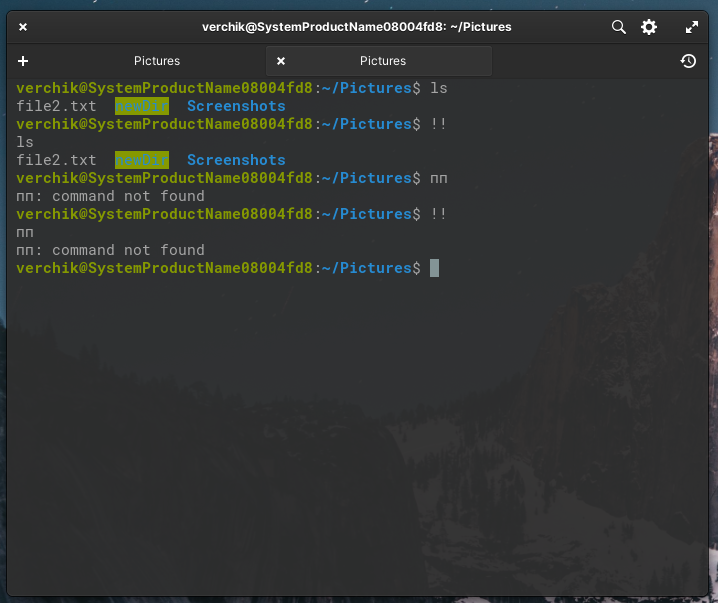 verchik@SystemProductName08004fd8: ~/Pictures
Pictures
Pictures
verchik@SystemProductName08004fd8:~/Pictures$ ls
file2.txt newDir Screenshots
verchik@SystemProductName08004fd8:~/Pictures$ !!
ls
file2.txt newDir Screenshots
verchik@SystemProductName08004fd8:~/Pictures$ пп
пп: command not found
verchik@SystemProductName08004fd8:~/Pictures$ !!
пп
пп: command not found
verchik@SystemProductName08004fd8:~/Pictures$